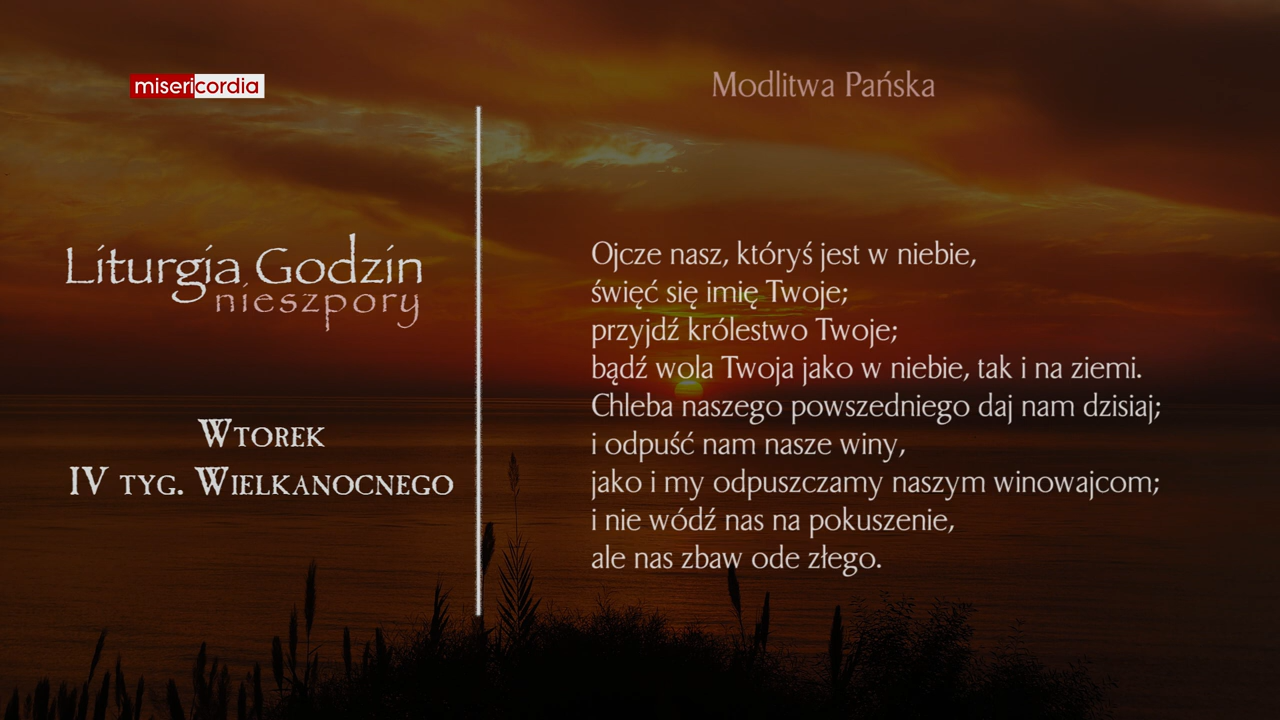 misericordia
Liturgia Godzin
nieszpory
Wtorek
IV tyg. Wielkanocnego
Modlitwa Pańska
Ojcze nasz, któryś jest w niebie,
święć się imię Twoje;
przyjdź królestwo Twoje;
bądź wola Twoja jako w niebie, tak i na ziemi.
Chleba naszego powszedniego daj nam dzisiaj;
i odpuść nam nasze winy,
jako i my odpuszczamy naszym winowajcom;
i nie wódź nas na pokuszenie,
ale nas zbaw ode złego.